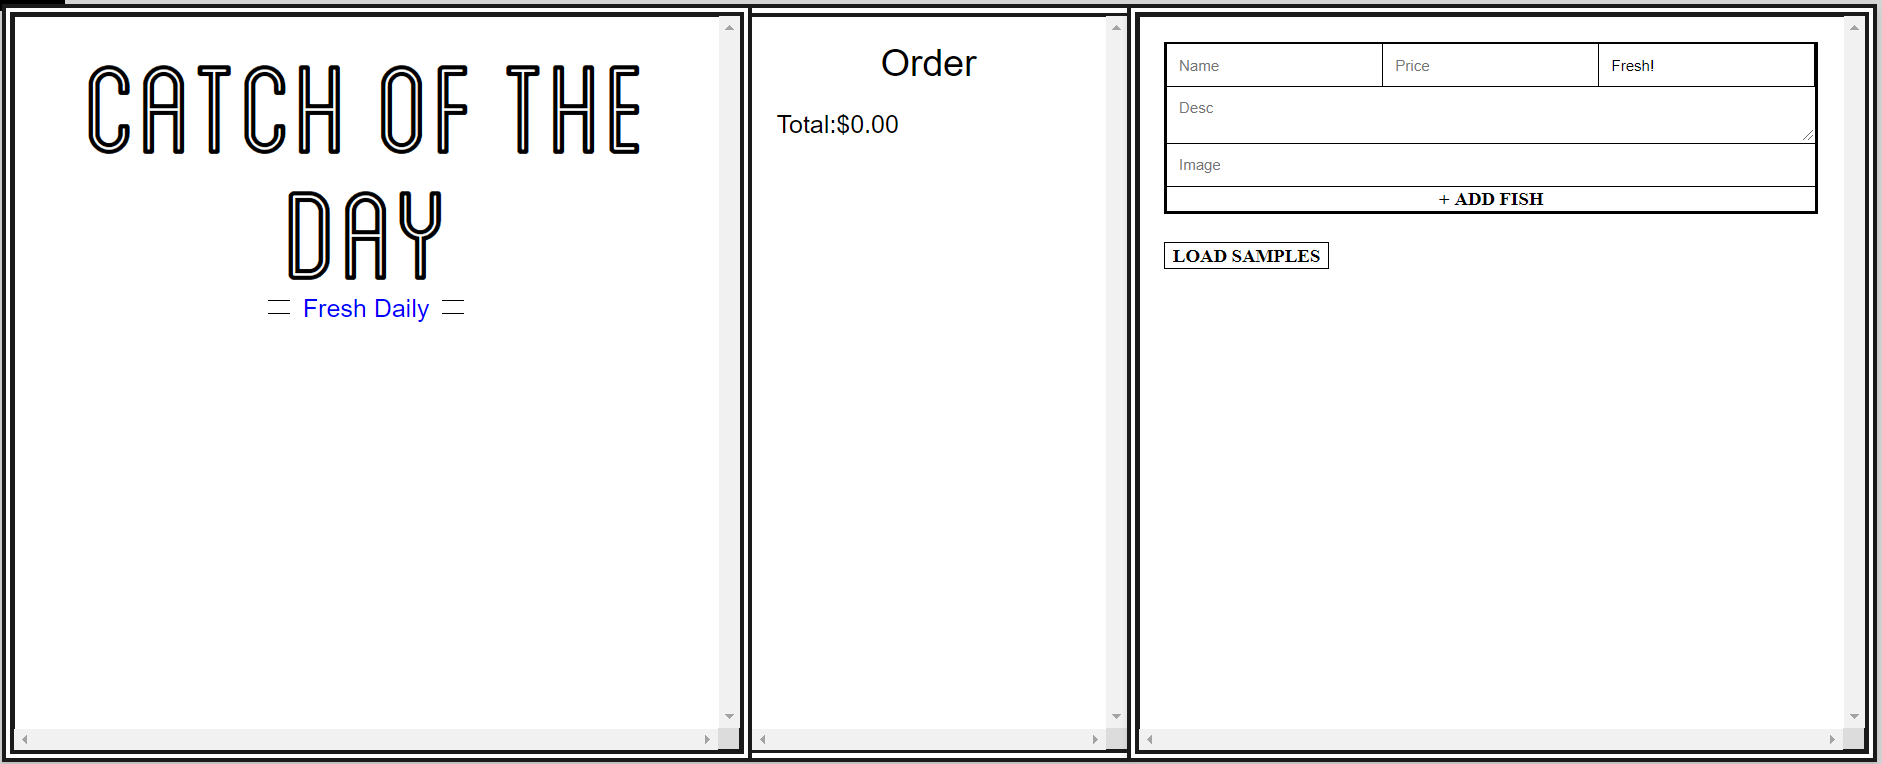 CATCH OF THE
DAY
Fresh Daily
Order
Total:$0.00
Name Price Fresh!
Desc
Image
+ ADD FISH
LOAD SAMPLES